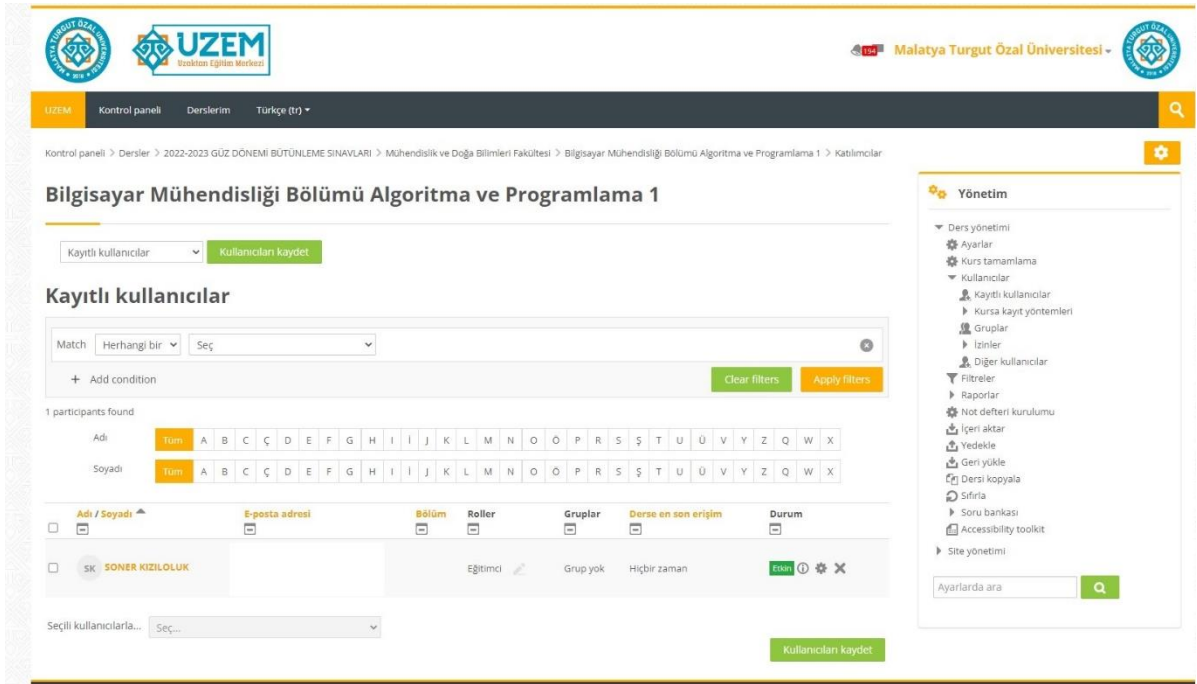 UZEM
Uzaktan Eğitim Merkezi
194
Malatya Turgut Özal Üniversitesi
UZEM Kontrol paneli Derslerim Türkçe (tr)
Kontrol paneli > Dersler > 2022-2023 GÜZ DÖNEMİ BÜTÜNLEME SINAVLARI > Mühendislik ve Doğa Bilimleri Fakültesi > Bilgisayar Mühendisliği Bölümü Algoritma ve Programlama 1 > Katılımcılar
Bilgisayar Mühendisliği Bölümü Algoritma ve Programlama 1
Kayıtlı kullanıcılar Kullanıcıları kaydet
Kayıtlı kullanıcılar
Match Herhangi bir Seç
+ Add condition Clear filters Apply filters
1 participants found
Adı Tüm A B C Ç D E F G H I İ J K L M N O Ö P R S Ş T U Ü V Y Z Q W X
Soyadı Tüm A B C Ç D E F G H I İ J K L M N O Ö P R S Ş T U Ü V Y Z Q W X
Adı / Soyadı E-posta adresi Bölüm Roller Gruplar Derse en son erişim Durum
SK SONER KIZILOLUK Eğitimci Grup yok Hiçbir zaman Etkin
Seçili kullanıcılarla... Seç...
Kullanıcıları kaydet
Yönetim
Ders yönetimi
Ayarlar
Kurs tamamlama
Kullanıcılar
Kayıtlı kullanıcılar
Kursa kayıt yöntemleri
Gruplar
İzinler
Diğer kullanıcılar
Filtreler
Raporlar
Not defteri kurulumu
İçeri aktar
Yedekle
Geri yükle
Dersi kopyala
Sıfırla
Soru bankası
Accessibility toolkit
Site yönetimi
Ayarlarda ara